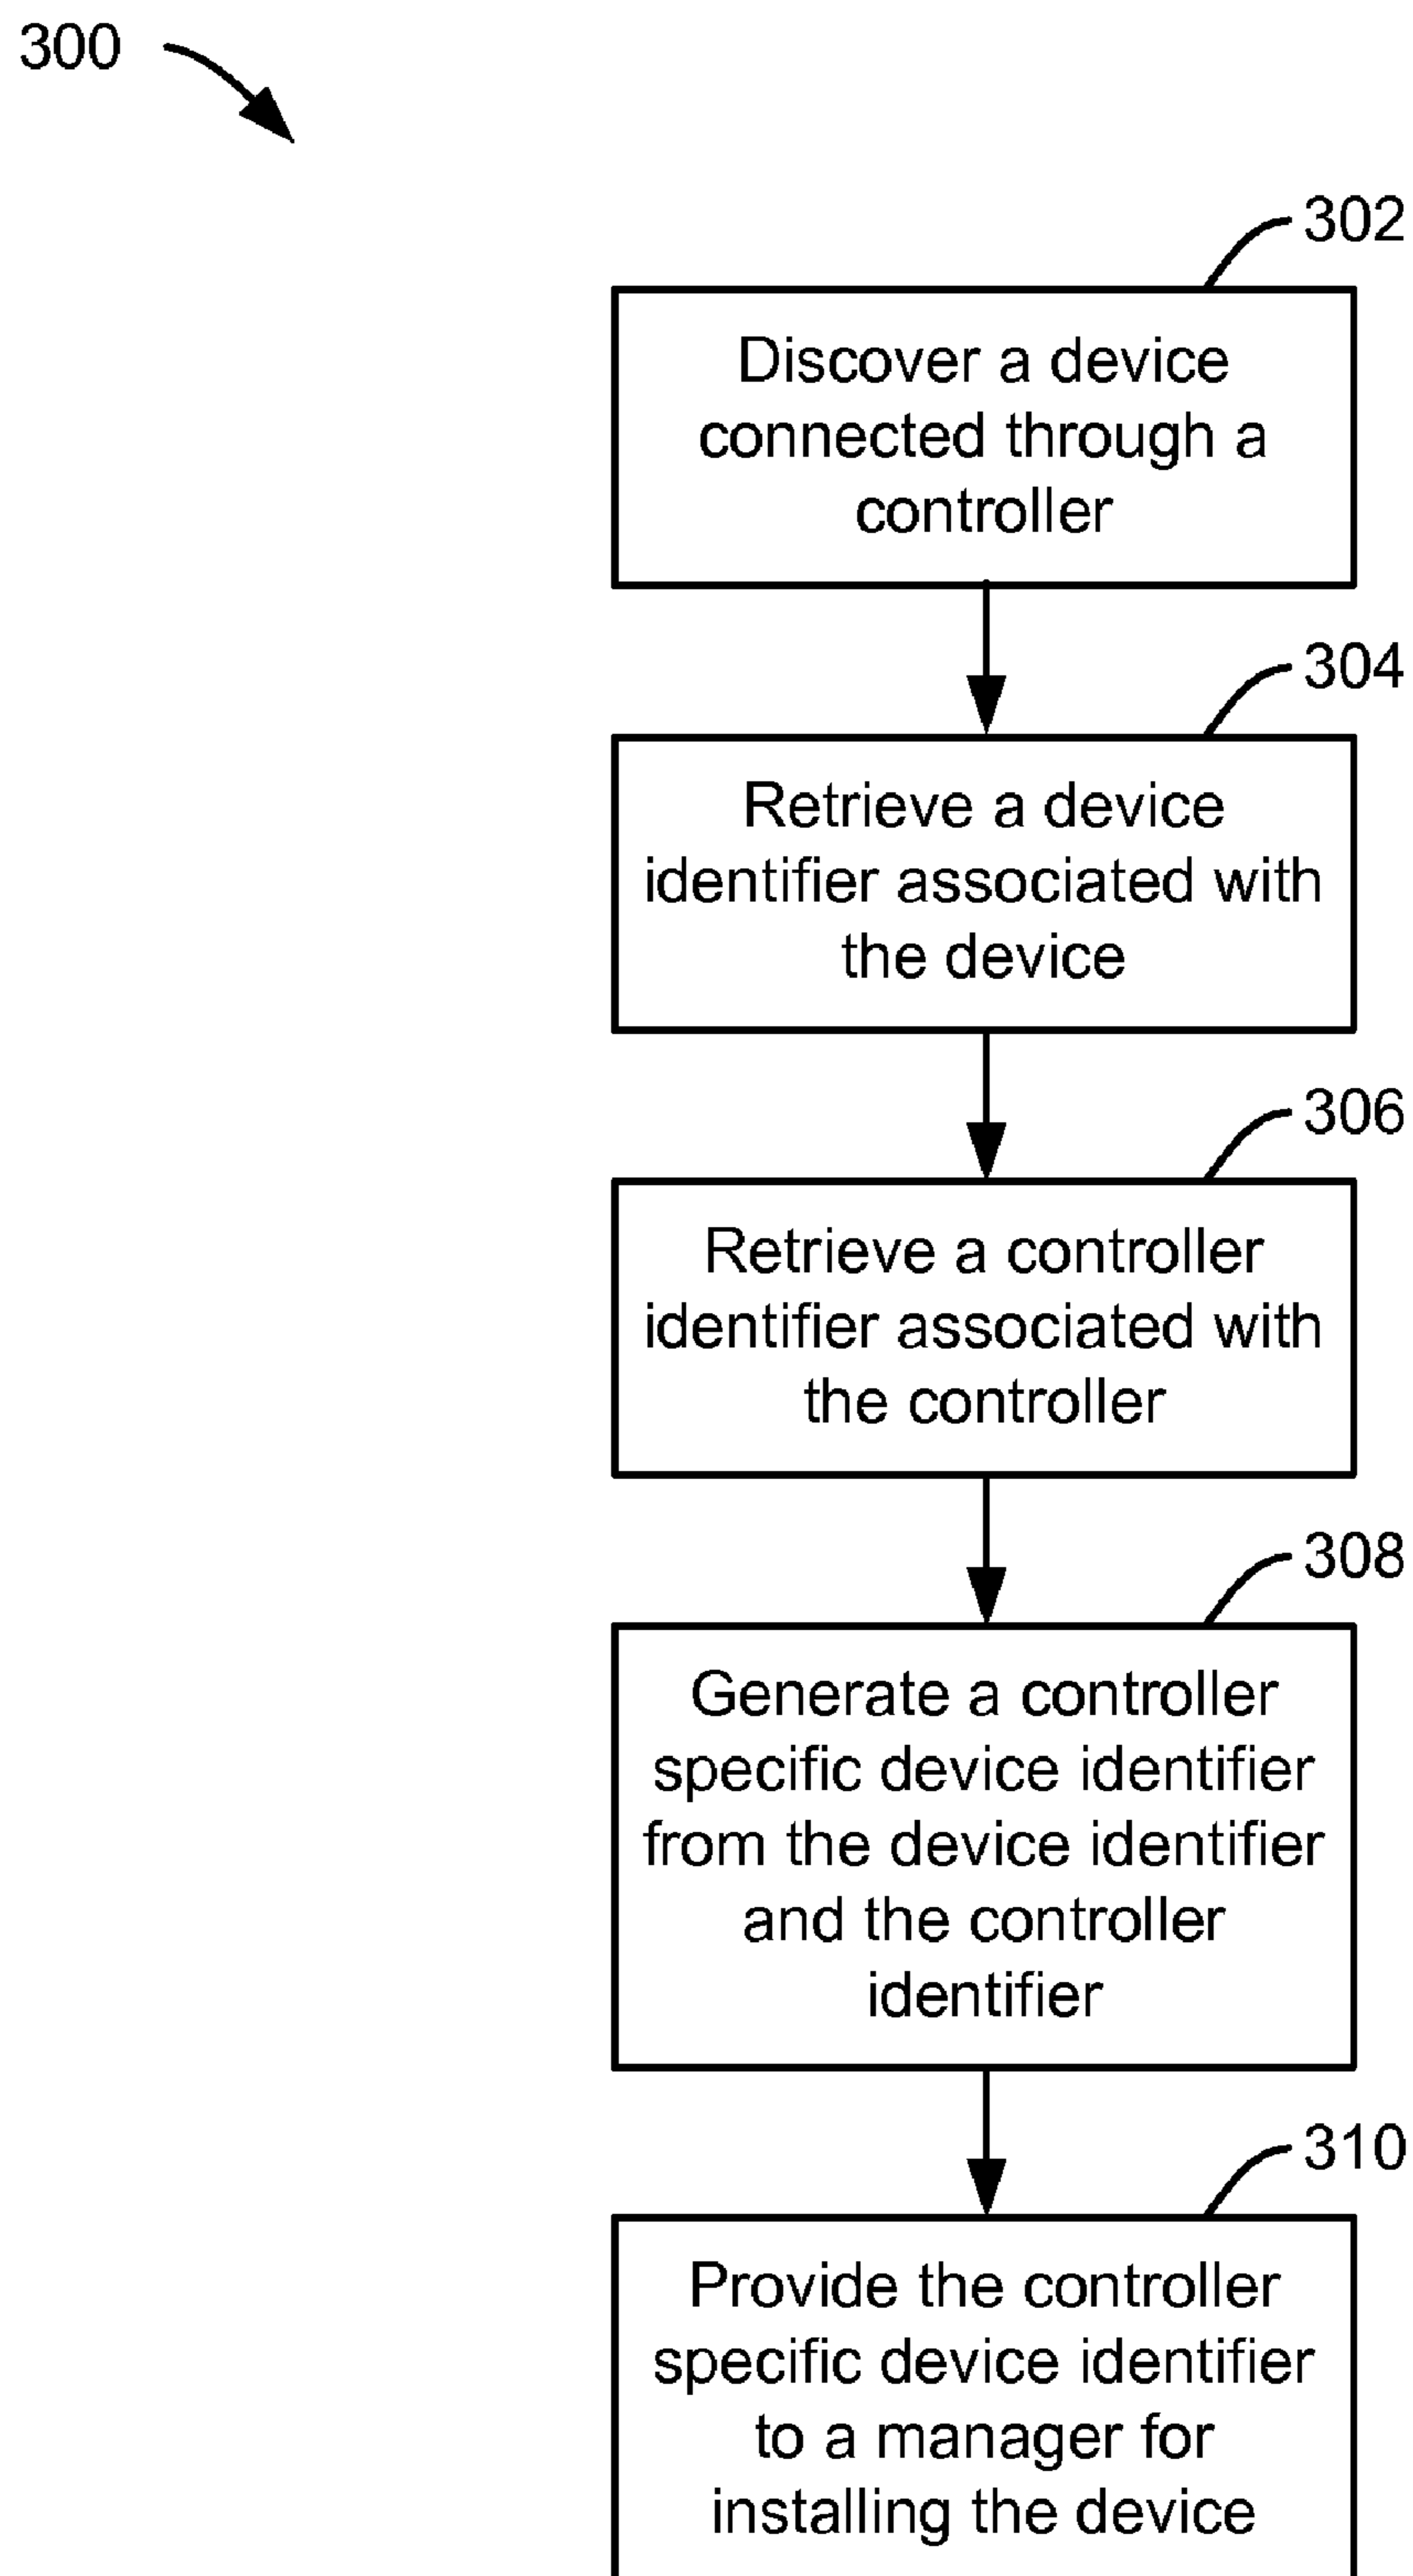 300
302
Discover a device
connected through a
controller
304
Retrieve a device
identifier associated with
the device
306
Retrieve a controller
identifier associated with
the controller
308
Generate a controller
specific device identifier
from the device identifier
and the controller
identifier
310
Provide the controller
specific device identifier
to a manager for
installing the device